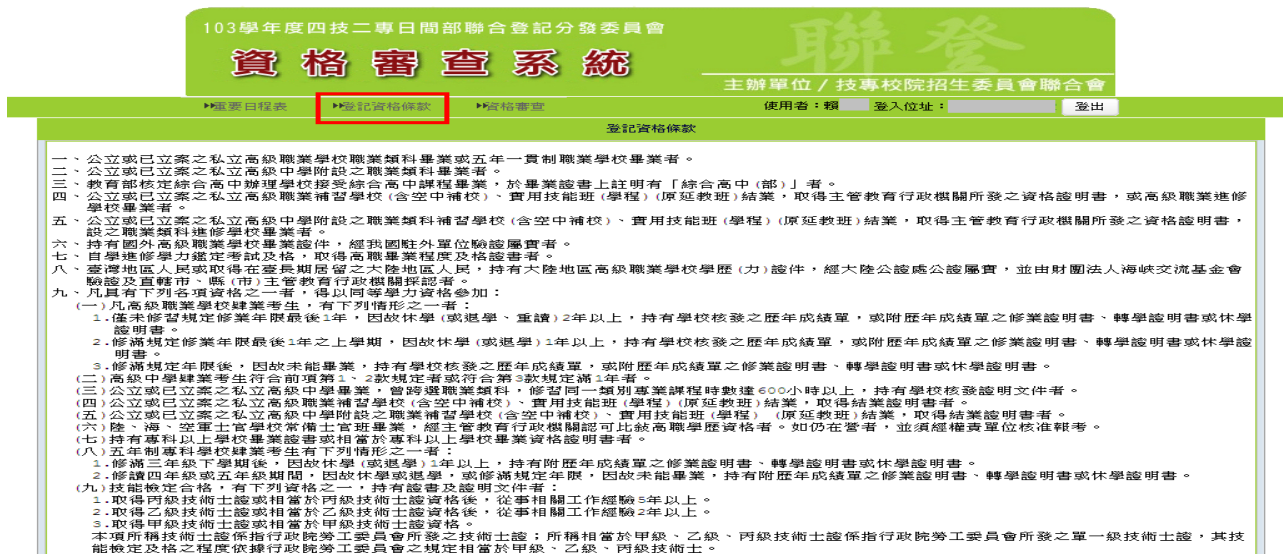 103學年度四技二專日間部聯合登記分發委員會
聯登
資格審查系統
主辦單位/技專校院招生委員會聯合會
重要日程表 登記資格條款 資格審查 使用者:賴 登入位址: 登出
登記資格條款
一、公立或已立案之私立高級職業學校職業類科畢業或五年一貫制職業學校畢業者。
二、公立或已立案之私立高級中學附設之職業類科畢業者。
三、教育部核定綜合高中辦理學校接受綜合高中課程畢業,於畢業證書上註明有「綜合高中(部)」者。
四、公立或已立案之私立高級職業補習學校(含空中補校)、實用技能班(學程)(原延教班)結業,取得主管教育行政機關所發之資格證明書,或高級職業進修
學校畢業者。
五、公立或已立案之私立高級中學附設之職業類科補習學校(含空中補校)、實用技能班(學程)(原延教班)結業,取得主管教育行政機關所發之資格證明書,
設之職業類科進修學校畢業者。
六、持有國外高級職業學校畢業證件,經我國駐外單位驗證屬實者。
七、自學進修學力鑑定考試及格,取得高職畢業程度及格證書者。
八、臺灣地區人民或取得在臺長期居留之大陸地區人民,持有大陸地區高級職業學校學歷(力)證件,經大陸公證處公證屬實,並由財團法人海峽交流基金會
驗證及直轄市、縣(市)主管教育行政機關採認者。
九、凡具有下列各項資格之一者,得以同等學力資格參加:
(一)凡高級職業學校肄業考生,有下列情形之一者:
1.僅未修習規定修業年限最後1年,因故休學(或退學、重讀)2年以上,持有學校核發之歷年成績單,或附歷年成績單之修業證明書、轉學證明書或休學
證明書。
2.修滿規定修業年限最後1年之上學期,因故休學(或退學)1年以上,持有學校核發之歷年成績單,或附歷年成績單之修業證明書、轉學證明書或休學證
明書。
3.修滿規定年限後,因故未能畢業,持有學校核發之歷年成績單,或附歷年成績單之修業證明書、轉學證明書或休學證明書。
(二)高級中學肄業考生符合前項第1、2款規定者或符合第3款規定滿1年者。
(三)公立或已立案之私立高級中學畢業,曾跨選職業類科,修習同一類別專業課程時數達600小時以上,持有學校核發證明文件者。
(四)公立或已立案之私立高級職業補習學校(含空中補校)、實用技能班(學程)(原延教班)結業,取得結業證明書者。
(五)公立或已立案之私立高級中學附設之職業補習學校(含空中補校)、實用技能班(學程) (原延教班)結業,取得結業證明書者。
(六)陸、海、空軍士官學校常備士官班畢業,經主管教育行政機關認可比敘高職學歷資格者。如仍在營者,並須經權責單位核准報考。
(七)持有專科以上學校畢業證書或相當於專科以上學校畢業資格證明書者。
(八)五年制專科學校肄業考生有下列情形之一者:
1.修滿三年級下學期後,因故休學(或退學)1年以上,持有附歷年成績單之修業證明書、轉學證明書或休學證明書。
2.修讀四年級或五年級期間,因故休學或退學,或修滿規定年限,因故未能畢業,持有附歷年成績單之修業證明書、轉學證明書或休學證明書。
(九)技能檢定合格,有下列資格之一,持有證書及證明文件者:
1.取得丙級技術士證或相當於丙級技術士證資格後,從事相關工作經驗5年以上。
2.取得乙級技術士證或相當於乙級技術士證資格後,從事相關工作經驗2年以上。
3.取得甲級技術士證或相當於甲級技術士證資格。
本項所稱技術士證係指行政院勞工委員會所發之技術士證;所稱相當於甲級、乙級、丙級技術士證係指行政院勞工委員會所發之單一級技術士證,其技
能檢定及格之程度依據行政院勞工委員會之規定相當於甲級、乙級、丙級技術士。